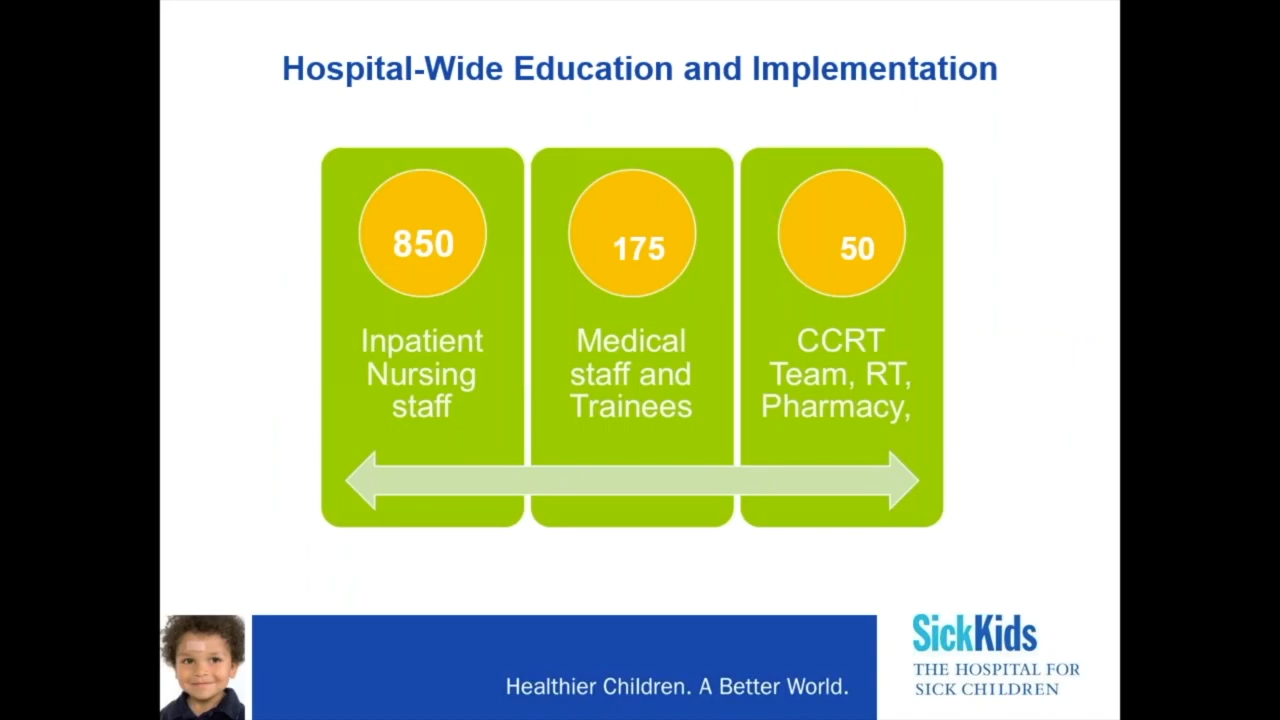 Hospital-Wide Education and Implementation
850
Inpatient
Nursing
staff
175
Medical
staff and
Trainees
50
CCRT
Team, RT,
Pharmacy,
Healthier Children. A Better World.
SickKids
THE HOSPITAL FOR
SICK CHILDREN